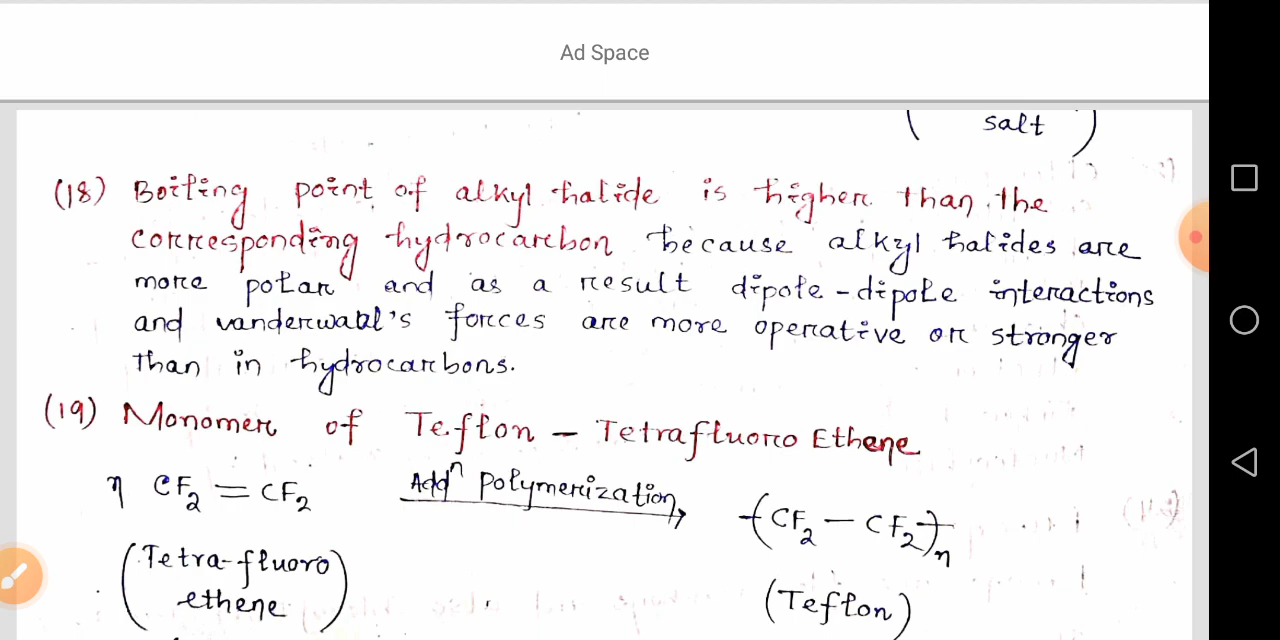 Ad Space
( salt )
(18) Boiling point of alkyl halide is higher than the
corresponding hydrocarbon because alkyl halides are
more polar and as a result dipole-dipole interactions
and vanderwaal's forces are more operative or stronger
than in hydrocarbons.
(19) Monomer of Teflon - Tetrafluoro Ethene
n CF₂ = CF₂ Addⁿ Polymerization → -(CF₂ - CF₂)-n
(Tetra-fluoro
ethene)
(Teflon)